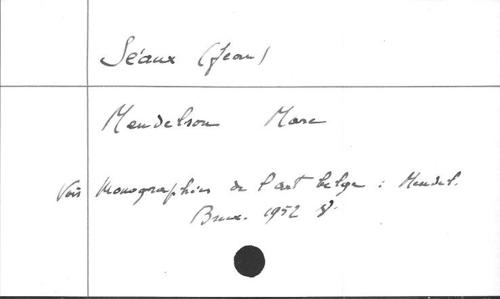 Séaux (Jean)
Mendelson Marc
Voir Monographies de l'art belge : Mendel.
Brux. 1952 8°